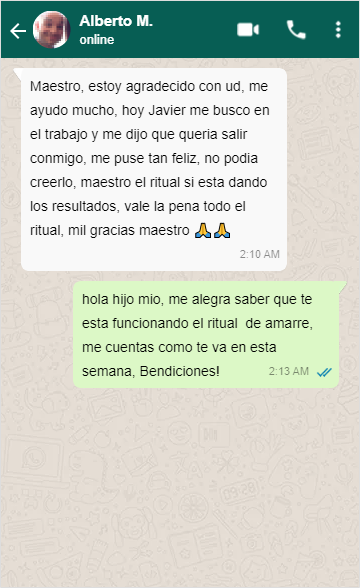 Alberto M.
online
Maestro, estoy agradecido con ud, me
ayudo mucho, hoy Javier me busco en
el trabajo y me dijo que queria salir
conmigo, me puse tan feliz, no podia
creerlo, maestro el ritual si esta dando
los resultados, vale la pena todo el
ritual, mil gracias maestro 🙏🙏
2:10 AM
hola hijo mio, me alegra saber que te
esta funcionando el ritual de amarre,
me cuentas como te va en esta
semana, Bendiciones!
2:13 AM